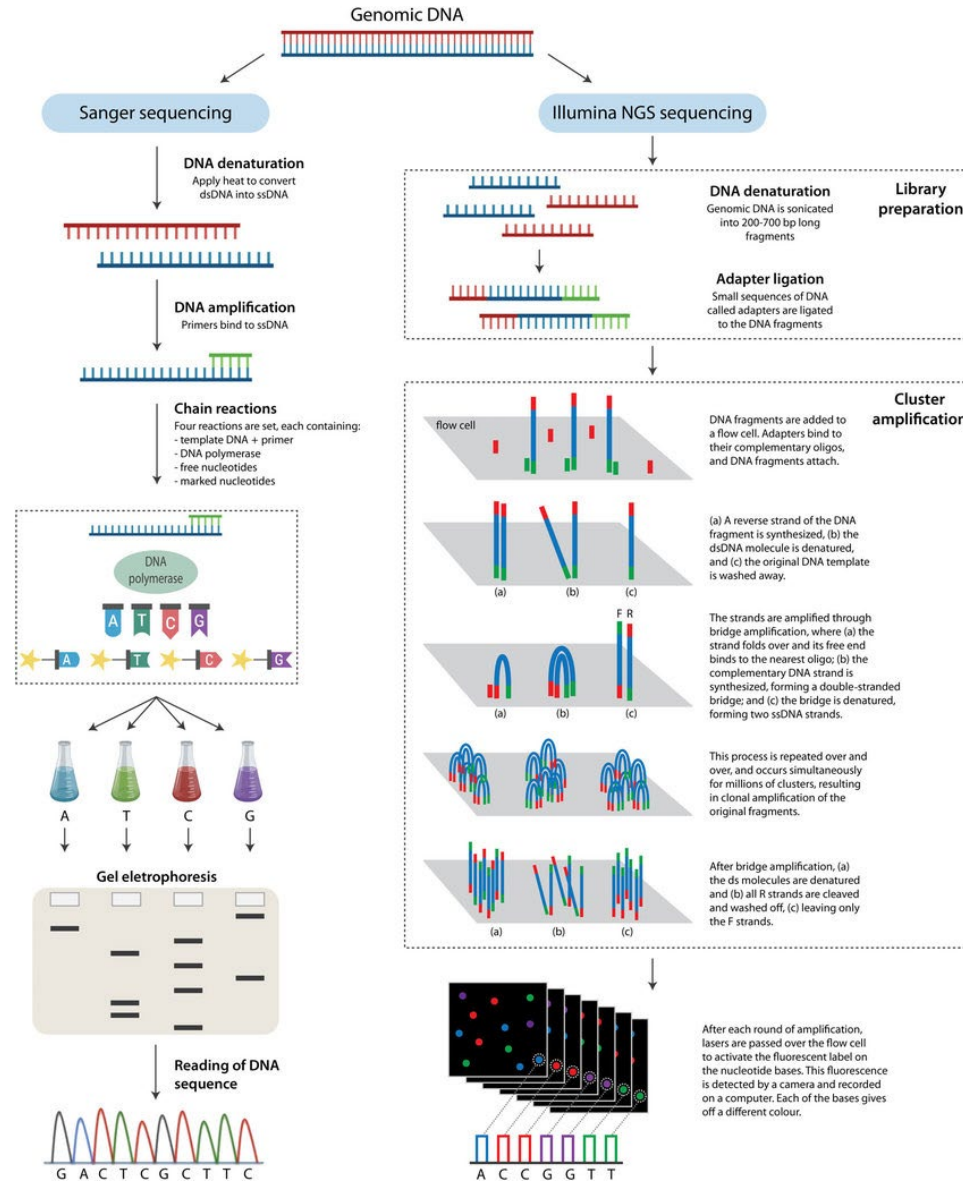 Genomic DNA
Sanger sequencing
DNA denaturation
Apply heat to convert
dsDNA into ssDNA
DNA amplification
Primers bind to ssDNA
Chain reactions
Four reactions are set, each containing:
- template DNA + primer
- DNA polymerase
- free nucleotides
- marked nucleotides
DNA
polymerase
A T C G
A T C G
A T C G
Gel eletrophoresis
Reading of DNA
sequence
G A C T C G C T T C
Illumina NGS sequencing
Library
preparation
DNA denaturation
Genomic DNA is sonicated
into 200-700 bp long
fragments
Adapter ligation
Small sequences of DNA
called adapters are ligated
to the DNA fragments
Cluster
amplification
flow cell
DNA fragments are added to
a flow cell. Adapters bind to
their complementary oligos,
and DNA fragments attach.
(a) (b) (c)
(a) A reverse strand of the DNA
fragment is synthesized, (b) the
dsDNA molecule is denatured,
and (c) the original DNA template
is washed away.
F R
(a) (b) (c)
The strands are amplified through
bridge amplification, where (a) the
strand folds over and its free end
binds to the nearest oligo; (b) the
complementary DNA strand is
synthesized, forming a double-stranded
bridge; and (c) the bridge is denatured,
forming two ssDNA strands.
This process is repeated over and
over, and occurs simultaneously
for millions of clusters, resulting
in clonal amplification of the
original fragments.
(a) (b) (c)
After bridge amplification, (a)
the ds molecules are denatured
and (b) all R strands are cleaved
and washed off, (c) leaving only
the F strands.
After each round of amplification,
lasers are passed over the flow cell
to activate the fluorescent label on
the nucleotide bases. This fluorescence
is detected by a camera and recorded
on a computer. Each of the bases gives
off a different colour.
A C C G G T T